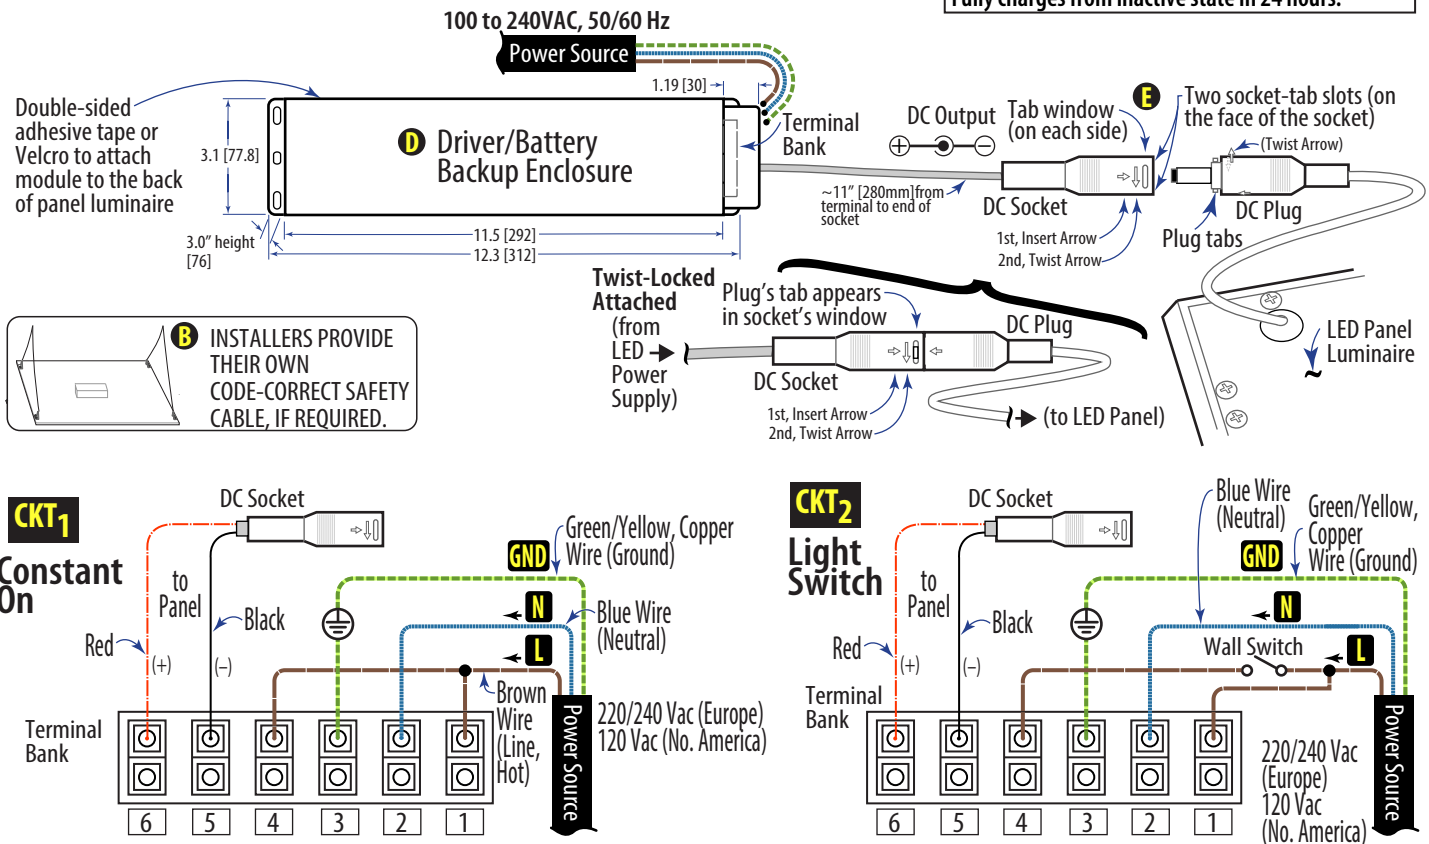 Fully charges from inactive state in 24 hours.
100 to 240VAC, 50/60 Hz
Power Source
1.19 [30]
Double-sided
adhesive tape or
Velcro to attach
module to the back
of panel luminaire
3.1 [77.8]
D Driver/Battery
Backup Enclosure
Terminal
Bank
3.0" height
[76]
11.5 [292]
12.3 [312]
DC Output
+ −
~11" [280mm]from
terminal to end of
socket
Tab window
(on each side)
E
Two socket-tab slots (on
the face of the socket)
(Twist Arrow)
DC Socket
DC Plug
Plug tabs
1st, Insert Arrow
2nd, Twist Arrow
Twist-Locked
Attached
(from
LED
Power
Supply)
Plug's tab appears
in socket's window
DC Plug
DC Socket
1st, Insert Arrow
2nd, Twist Arrow
(to LED Panel)
LED Panel
Luminaire
~
B INSTALLERS PROVIDE
THEIR OWN
CODE-CORRECT SAFETY
CABLE, IF REQUIRED.
CKT1
Constant
On
DC Socket
to
Panel
Red
(+)
Black
(−)
Green/Yellow, Copper
Wire (Ground)
GND
N
Blue Wire
(Neutral)
L
Brown
Wire
(Line,
Hot)
Terminal
Bank
Power Source
220/240 Vac (Europe)
120 Vac (No. America)
6 5 4 3 2 1
CKT2
Light
Switch
DC Socket
to
Panel
Red
(+)
Black
(−)
Blue Wire
(Neutral)
Green/Yellow,
Copper
Wire (Ground)
GND
N
Wall Switch
L
Terminal
Bank
Power Source
220/240 Vac
(Europe)
120 Vac
(No. America)
6 5 4 3 2 1